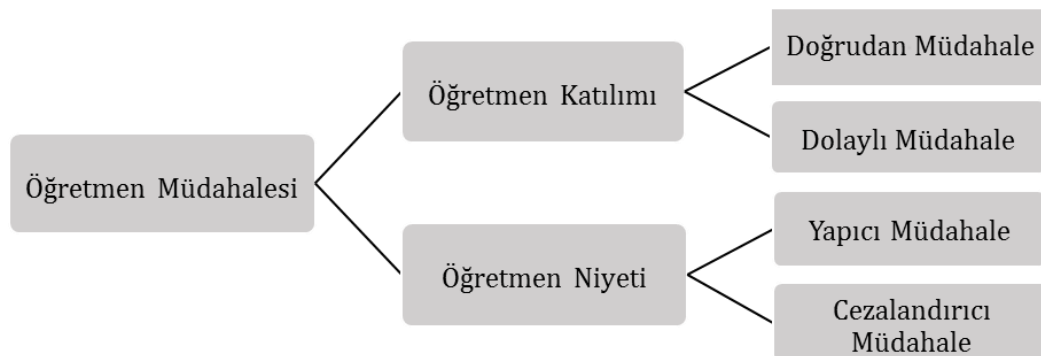 Öğretmen Müdahalesi
Öğretmen Katılımı
Doğrudan Müdahale
Dolaylı Müdahale
Öğretmen Niyeti
Yapıcı Müdahale
Cezalandırıcı
Müdahale